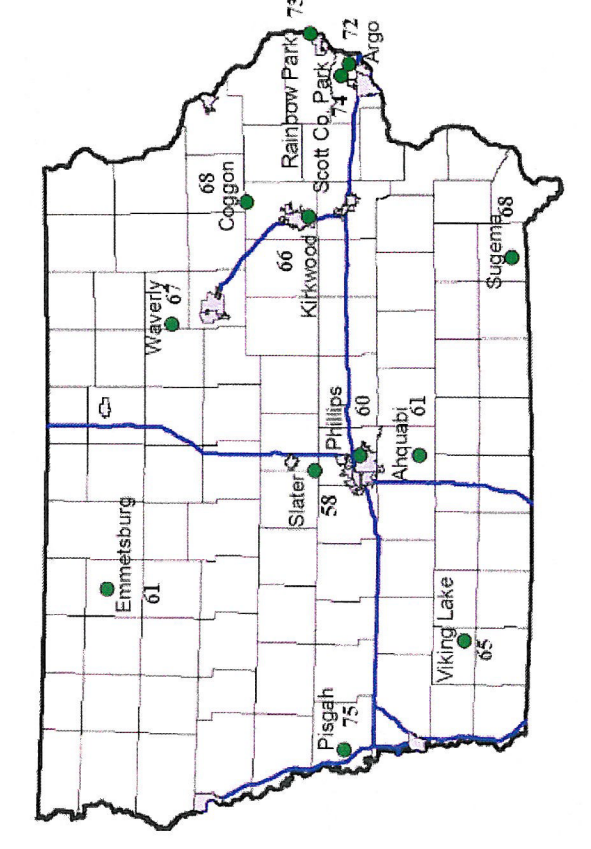 Emmetsburg
61
Waverly
67
Coggon
68
Rainbow Park
73
Scott Co. Park
74
72
Argo
Kirkwood
66
Slater
58
Phillips
60
Ahquabi
61
Pisgah
75
Viking Lake
65
Sugema
68